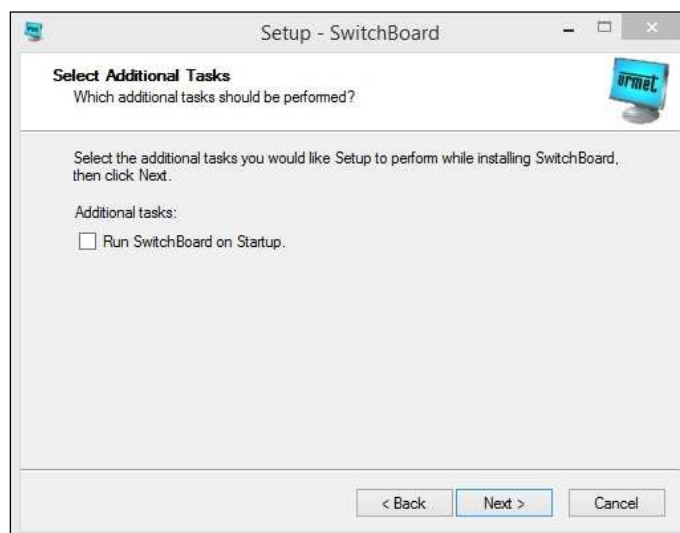 Setup - SwitchBoard
Select Additional Tasks
Which additional tasks should be performed?
urmet
Select the additional tasks you would like Setup to perform while installing SwitchBoard,
then click Next.
Additional tasks:
Run SwitchBoard on Startup.
< Back Next > Cancel